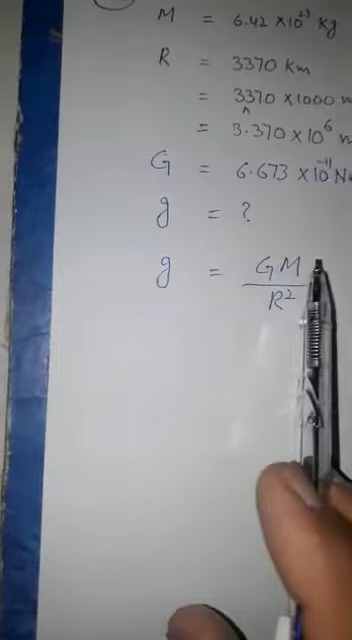 M = 6.42 × 10²³ kg
R = 3370 km
= 3370 × 1000 m
= 3.370 × 10⁶ m
G = 6.673 × 10⁻¹¹ N
g = ?
g = GM / R²